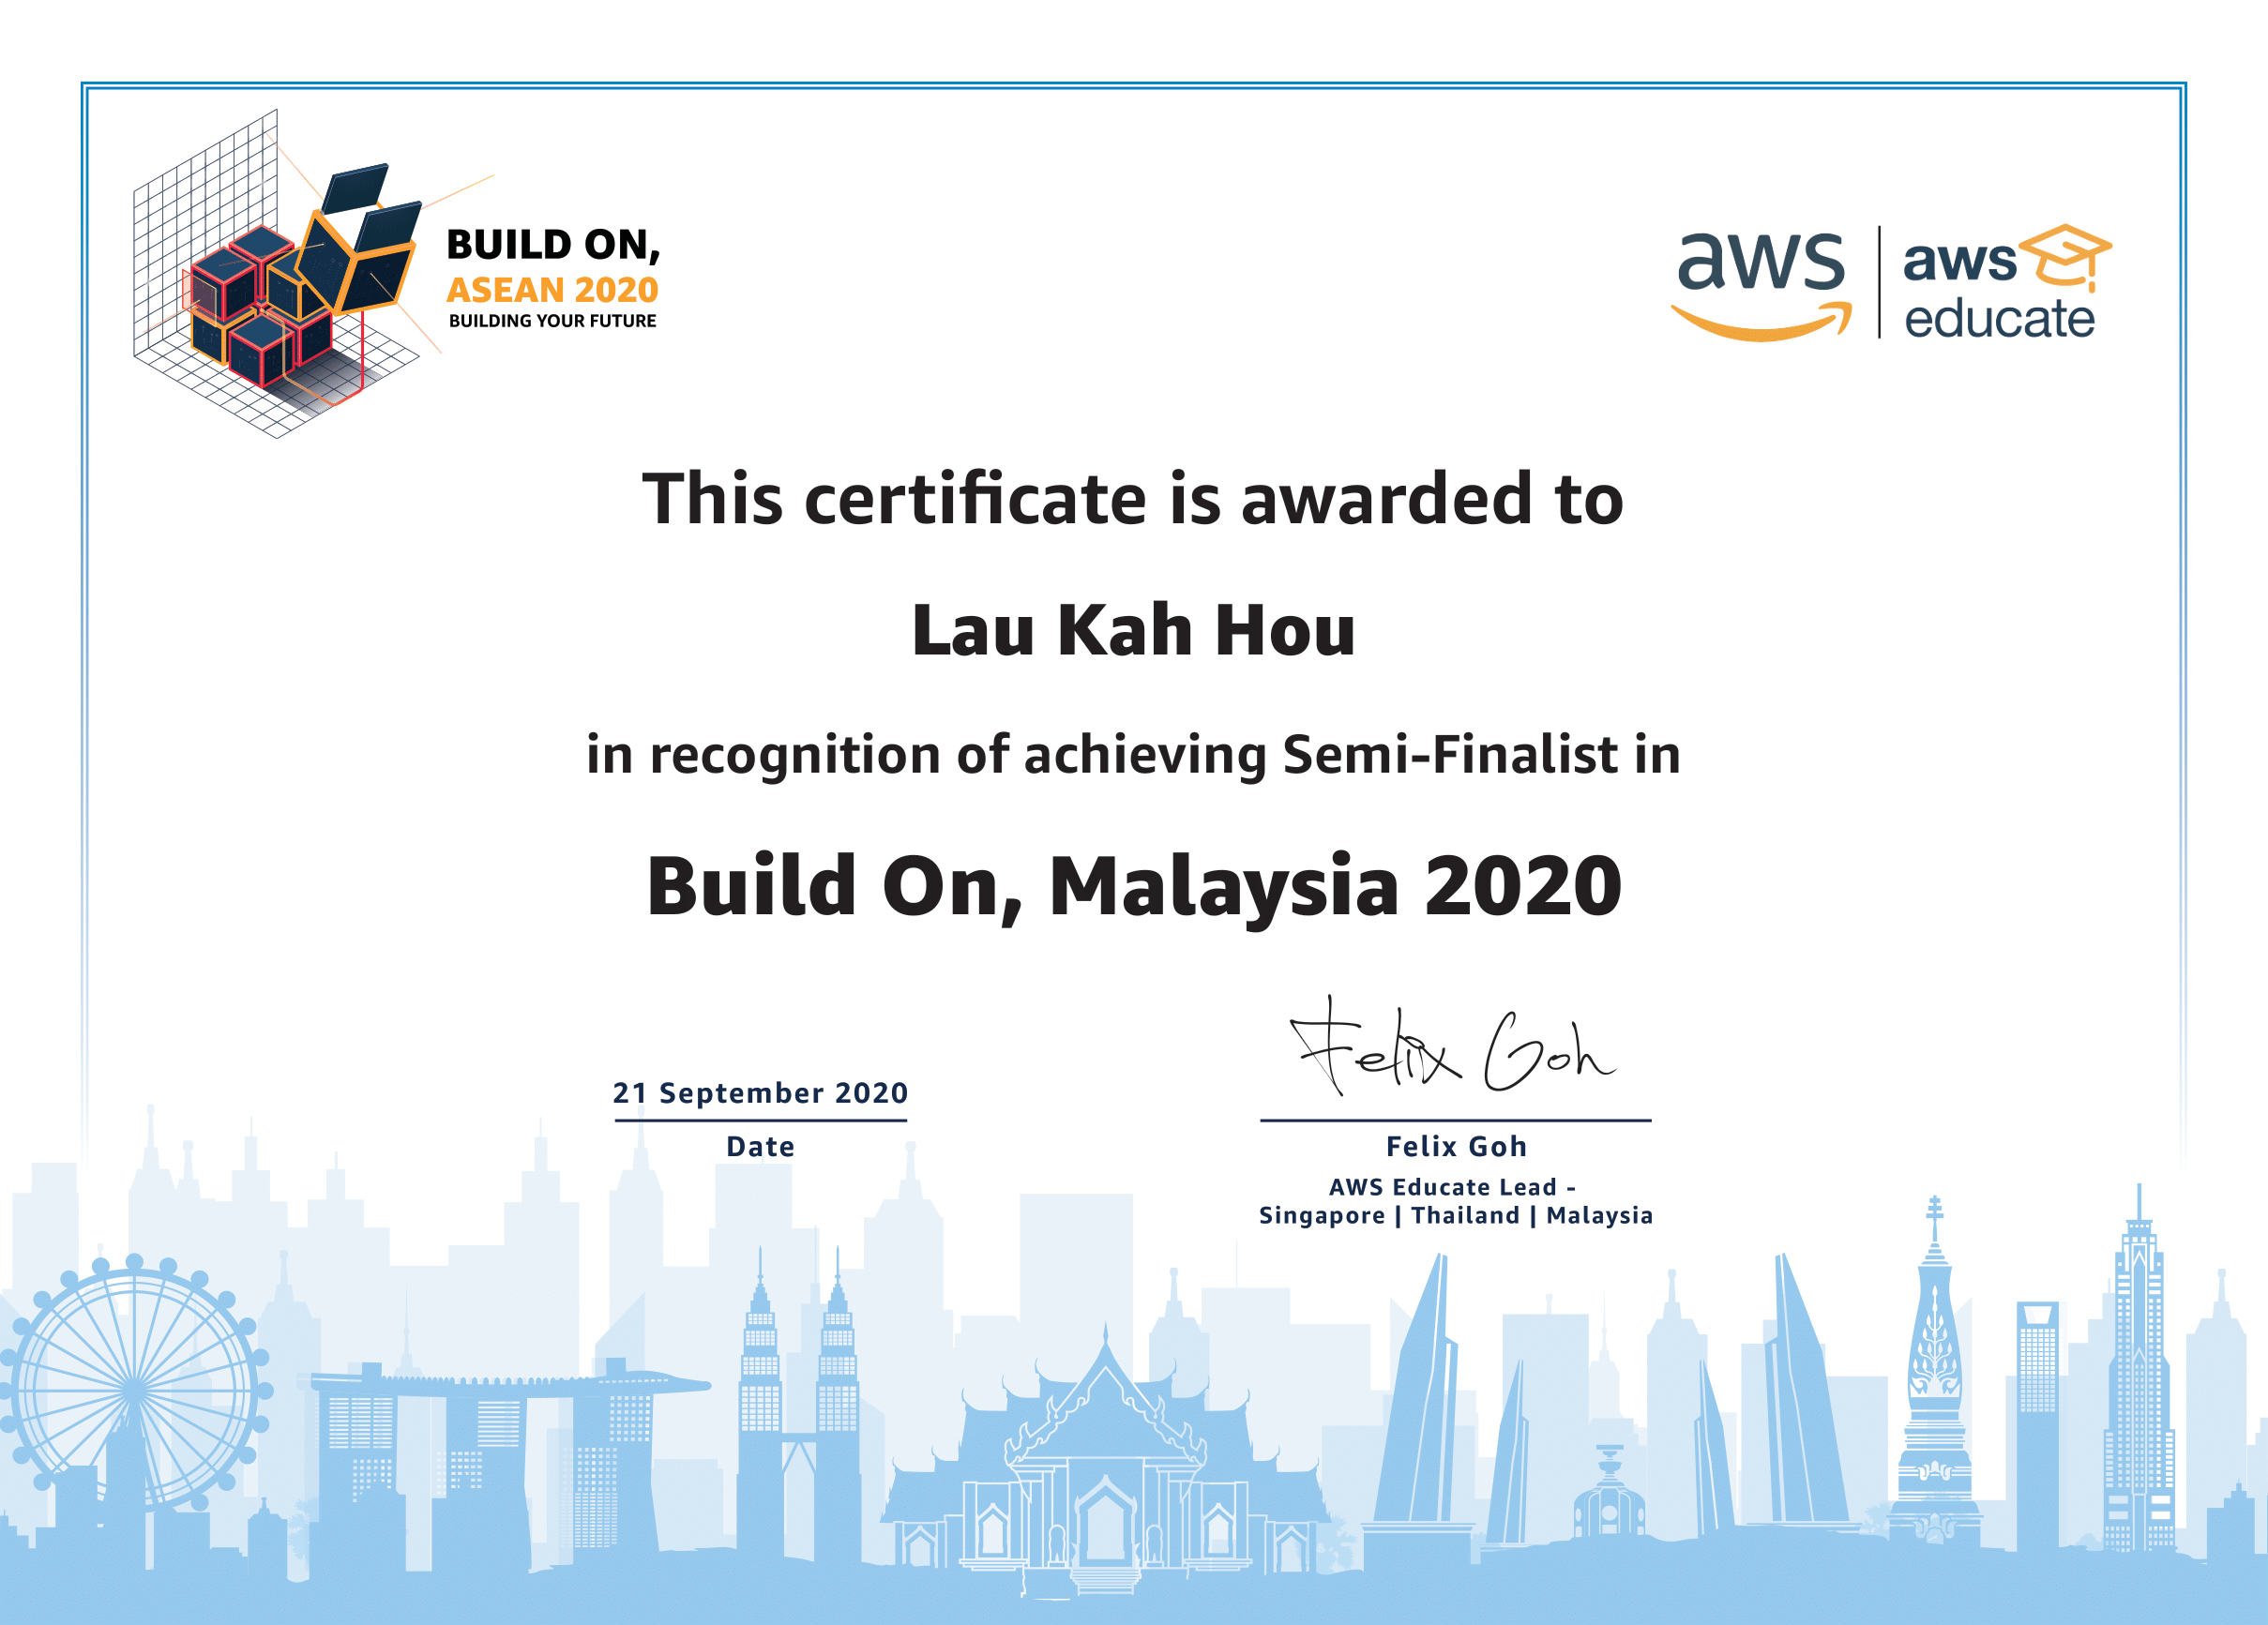 BUILD ON,
ASEAN 2020
BUILDING YOUR FUTURE
aws
aws
educate
This certificate is awarded to
Lau Kah Hou
in recognition of achieving Semi-Finalist in
Build On, Malaysia 2020
Felix Goh
21 September 2020
Date
Felix Goh
AWS Educate Lead -
Singapore | Thailand | Malaysia